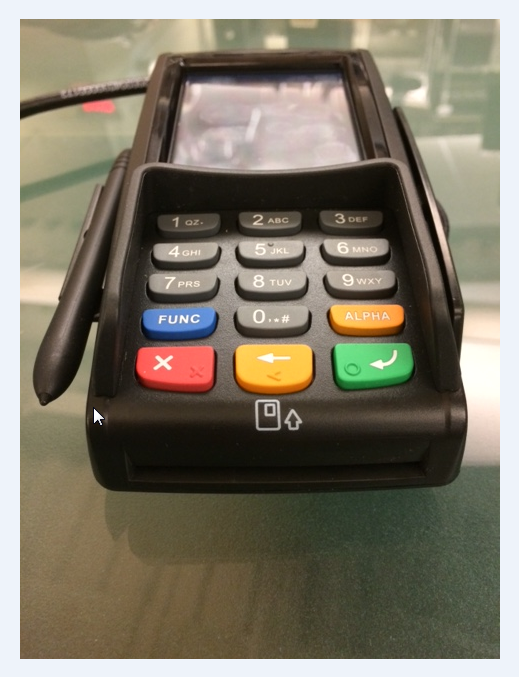 1 QZ. 2 ABC 3 DEF
4 GHI 5 JKL 6 MNO
7 PRS 8 TUV 9 WXY
FUNC 0,*# ALPHA